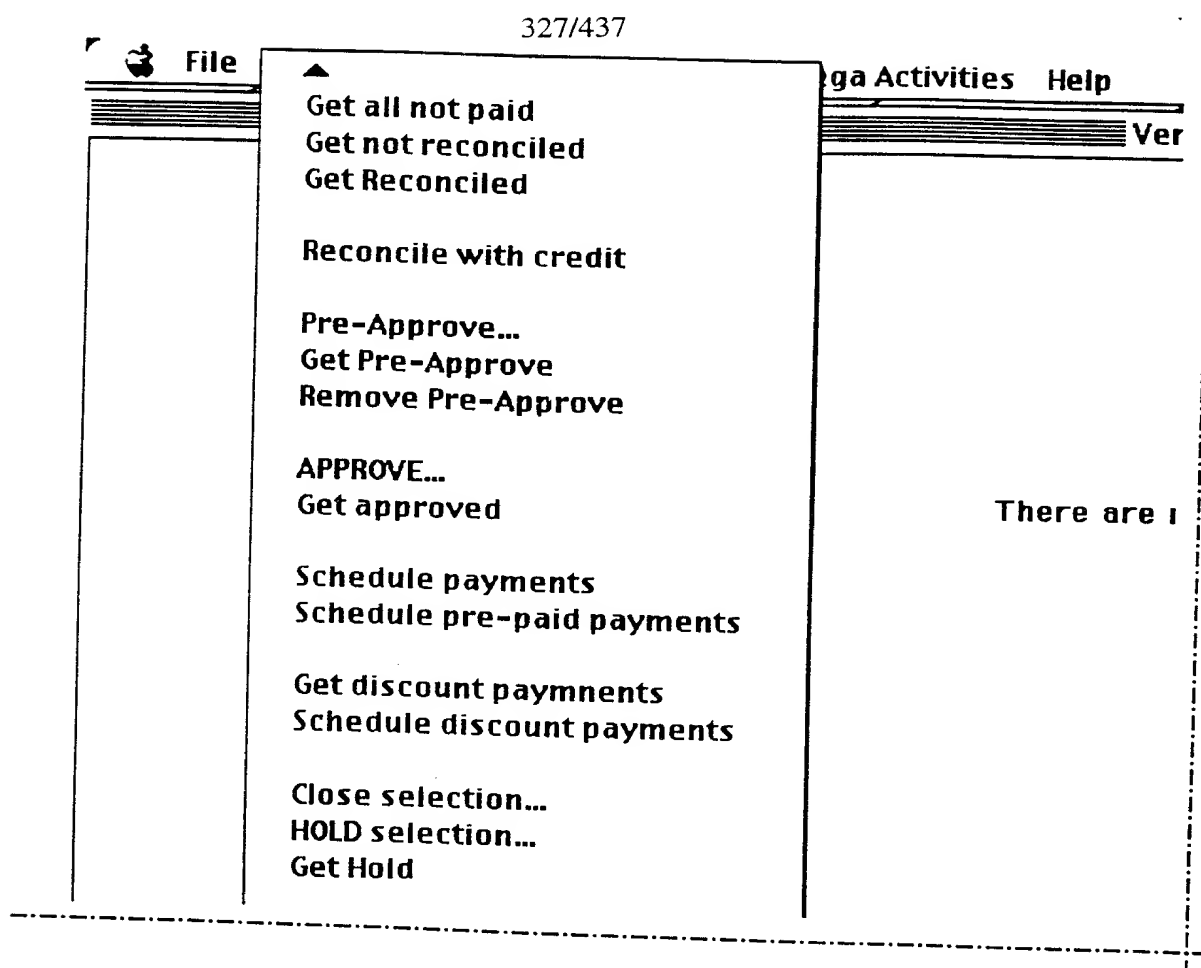 327/437
File
ga Activities Help
Get all not paid
Ver
Get not reconciled
Get Reconciled
Reconcile with credit
Pre-Approve...
Get Pre-Approve
Remove Pre-Approve
APPROVE...
Get approved
There are
Schedule payments
Schedule pre-paid payments
Get discount paymnents
Schedule discount payments
Close selection...
HOLD selection...
Get Hold